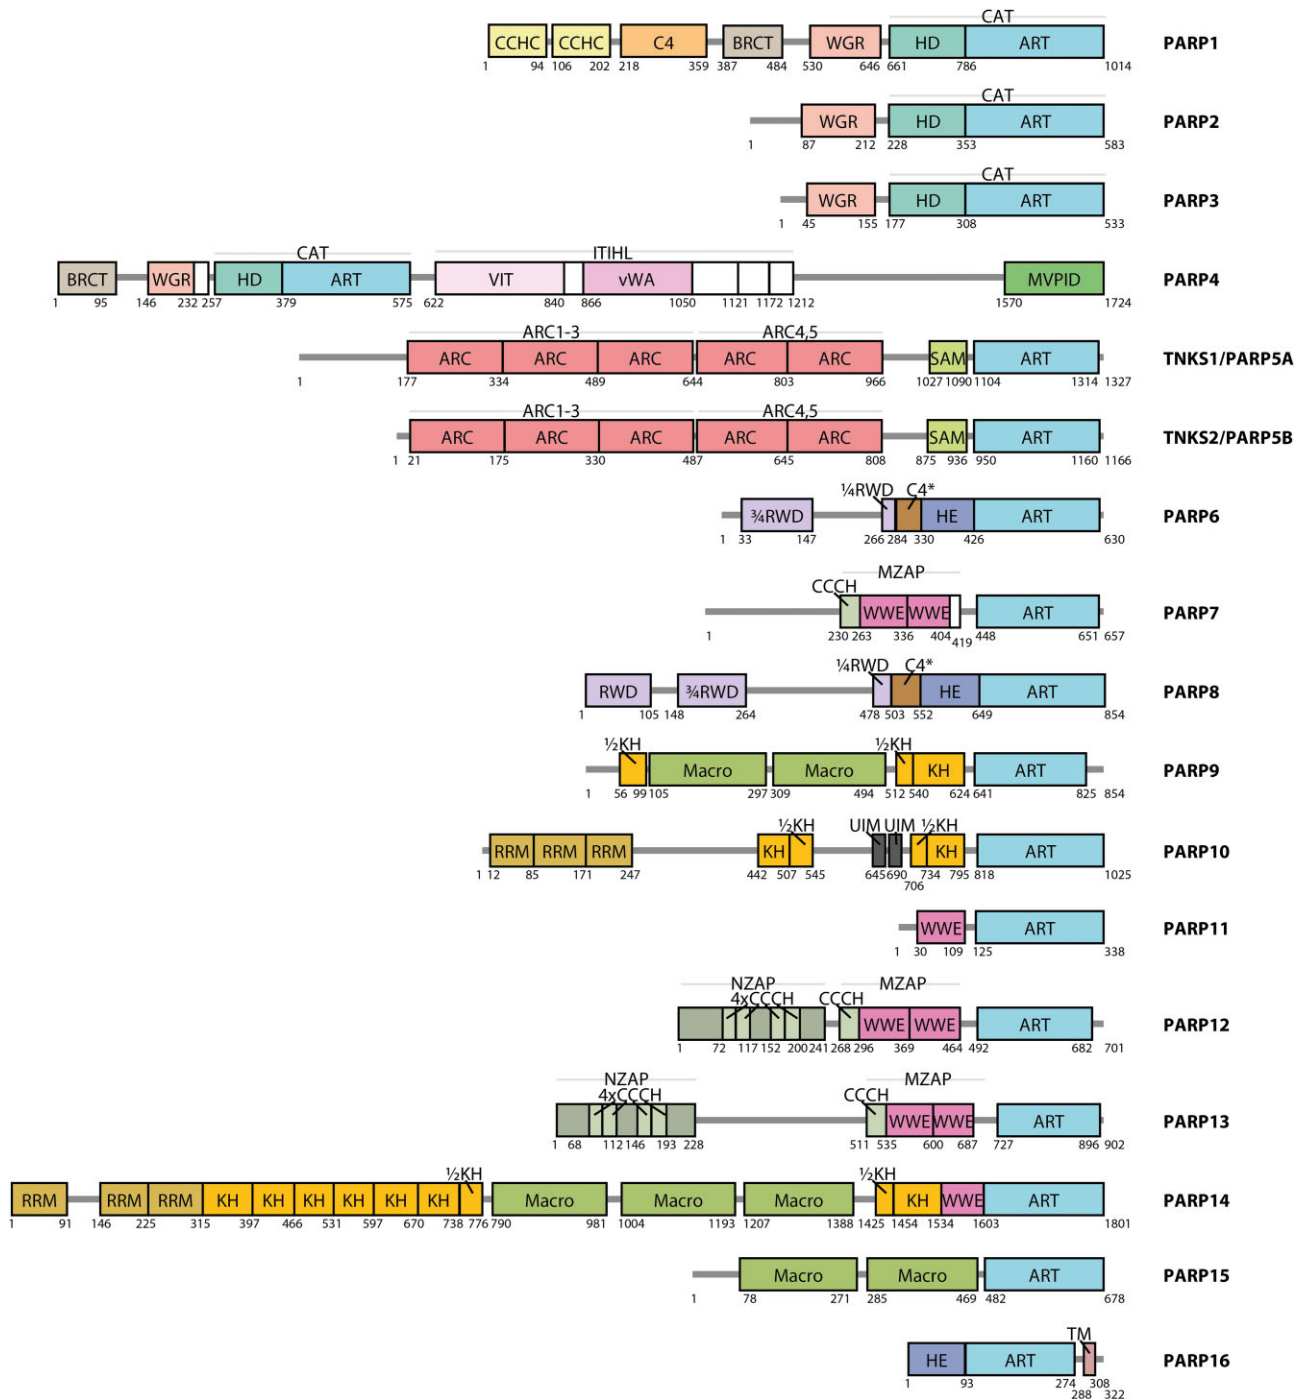 CAT
CCHC CCHC C4 BRCT WGR HD ART PARP1
1 94 106 202 218 359 387 484 530 646 661 786 1014
CAT
WGR HD ART PARP2
1 87 212 228 353 583
CAT
WGR HD ART PARP3
1 45 155 177 308 533
CAT ITIHL
BRCT WGR HD ART VIT vWA MVPID PARP4
1 95 146 232 257 379 575 622 840 866 1050 1121 1172 1212 1570 1724
ARC1-3 ARC4,5
ARC ARC ARC ARC ARC SAM ART TNKS1/PARP5A
1 177 334 489 644 803 966 1027 1090 1104 1314 1327
ARC1-3 ARC4,5
ARC ARC ARC ARC ARC SAM ART TNKS2/PARP5B
1 21 175 330 487 645 808 875 936 950 1160 1166
¼RWD C4*
¾RWD HE ART PARP6
1 33 147 266 284 330 426 630
MZAP
CCCH
WWE WWE ART PARP7
1 230 263 336 404 419 448 651 657
¼RWD C4*
RWD ¾RWD HE ART PARP8
1 105 148 264 478 503 552 649 854
½KH ½KH
Macro Macro KH ART PARP9
1 56 99 105 297 309 494 512 540 624 641 825 854
½KH UIM UIM ½KH
RRM RRM RRM KH KH ART PARP10
1 12 85 171 247 442 507 545 645 690 706 734 795 818 1025
WWE ART PARP11
1 30 109 125 338
NZAP MZAP
4xCCCH CCCH
WWE WWE ART PARP12
1 72 117 152 200 241 268 296 369 464 492 682 701
NZAP MZAP
4xCCCH CCCH
WWE WWE ART PARP13
1 68 112 146 193 228 511 535 600 687 727 896 902
½KH ½KH
RRM RRM RRM KH KH KH KH KH KH Macro Macro Macro KH WWE ART PARP14
1 91 146 225 315 397 466 531 597 670 738 776 790 981 1004 1193 1207 1388 1425 1454 1534 1603 1801
Macro Macro ART PARP15
1 78 271 285 469 482 678
TM
HE ART PARP16
1 93 274 288 308 322